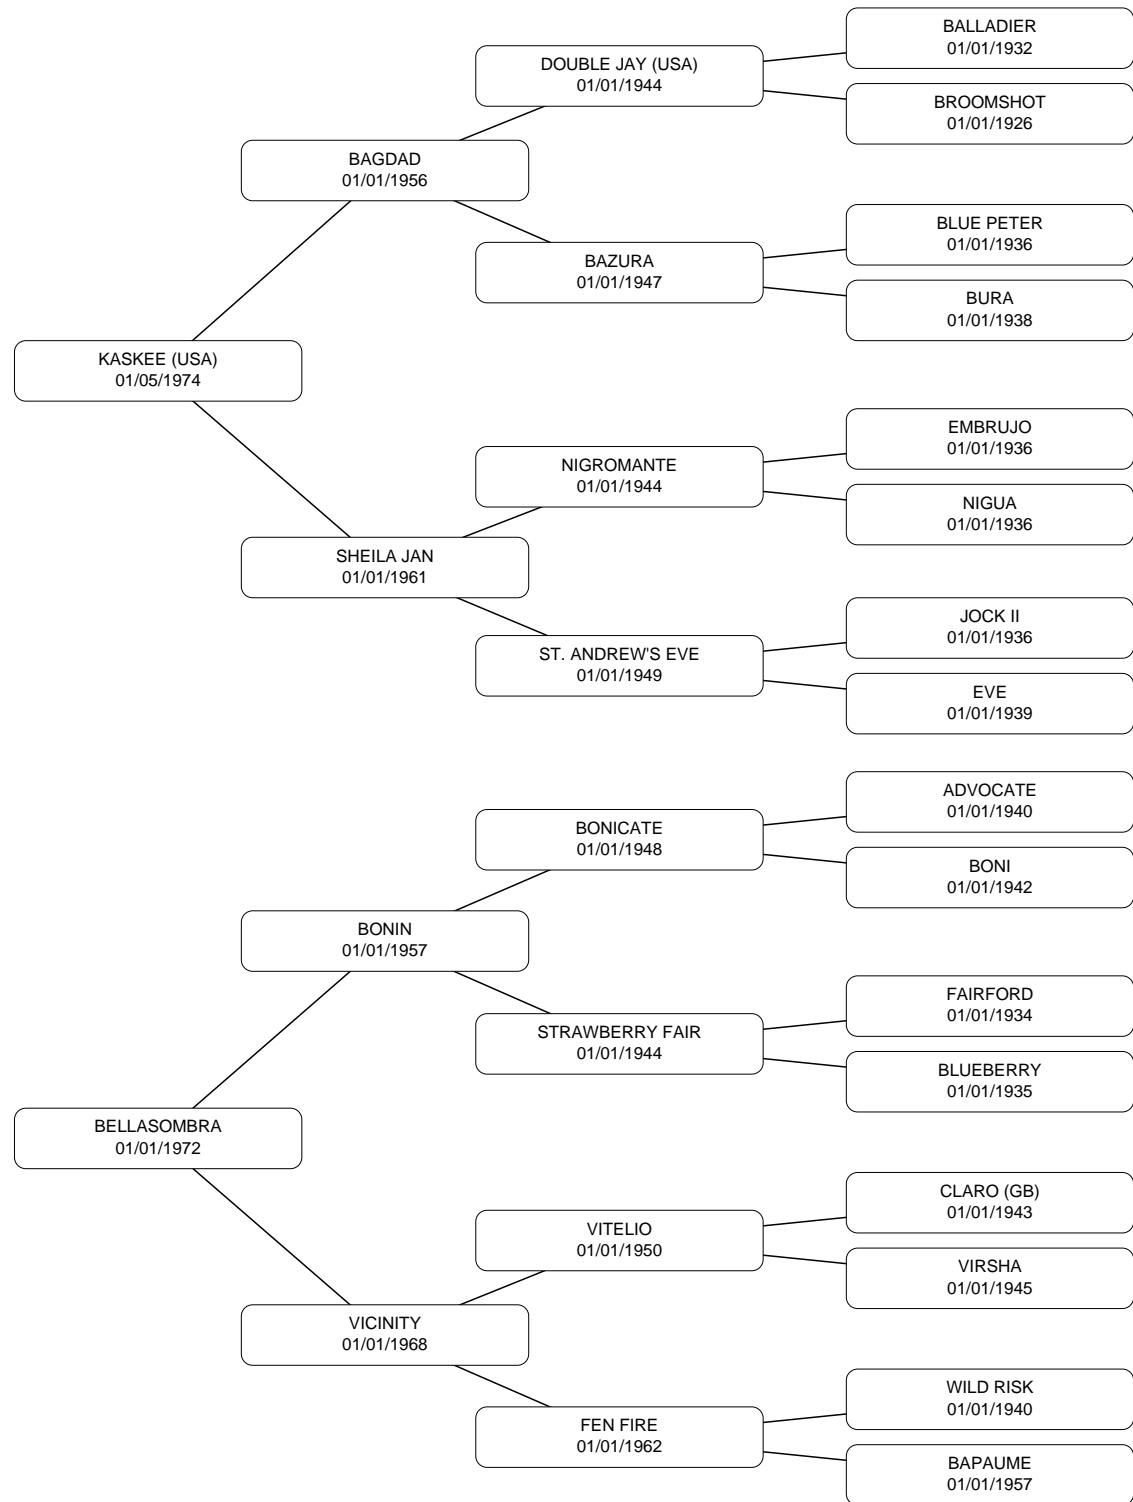 BALLADIER
01/01/1932
DOUBLE JAY (USA)
01/01/1944
BROOMSHOT
01/01/1926
BAGDAD
01/01/1956
BLUE PETER
01/01/1936
BAZURA
01/01/1947
BURA
01/01/1938
KASKEE (USA)
01/05/1974
EMBRUJO
01/01/1936
NIGROMANTE
01/01/1944
NIGUA
01/01/1936
SHEILA JAN
01/01/1961
JOCK II
01/01/1936
ST. ANDREW'S EVE
01/01/1949
EVE
01/01/1939
ADVOCATE
01/01/1940
BONICATE
01/01/1948
BONI
01/01/1942
BONIN
01/01/1957
FAIRFORD
01/01/1934
STRAWBERRY FAIR
01/01/1944
BLUEBERRY
01/01/1935
BELLASOMBRA
01/01/1972
CLARO (GB)
01/01/1943
VITELIO
01/01/1950
VIRSHA
01/01/1945
VICINITY
01/01/1968
WILD RISK
01/01/1940
FEN FIRE
01/01/1962
BAPAUME
01/01/1957